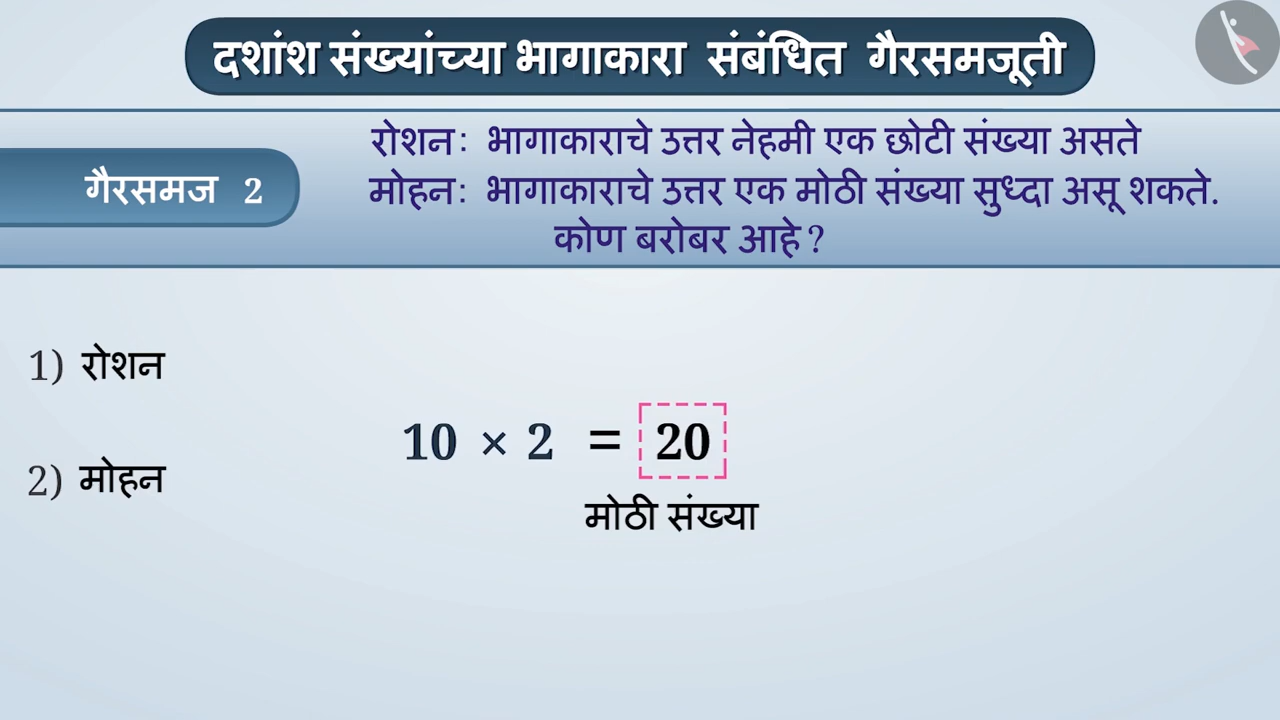 दशांश संख्यांच्या भागाकारा संबंधित गैरसमजूती
गैरसमज 2
रोशन: भागाकाराचे उत्तर नेहमी एक छोटी संख्या असते
मोहन: भागाकाराचे उत्तर एक मोठी संख्या सुध्दा असू शकते.
कोण बरोबर आहे ?
1) रोशन
10 × 2 = 20
2) मोहन
मोठी संख्या